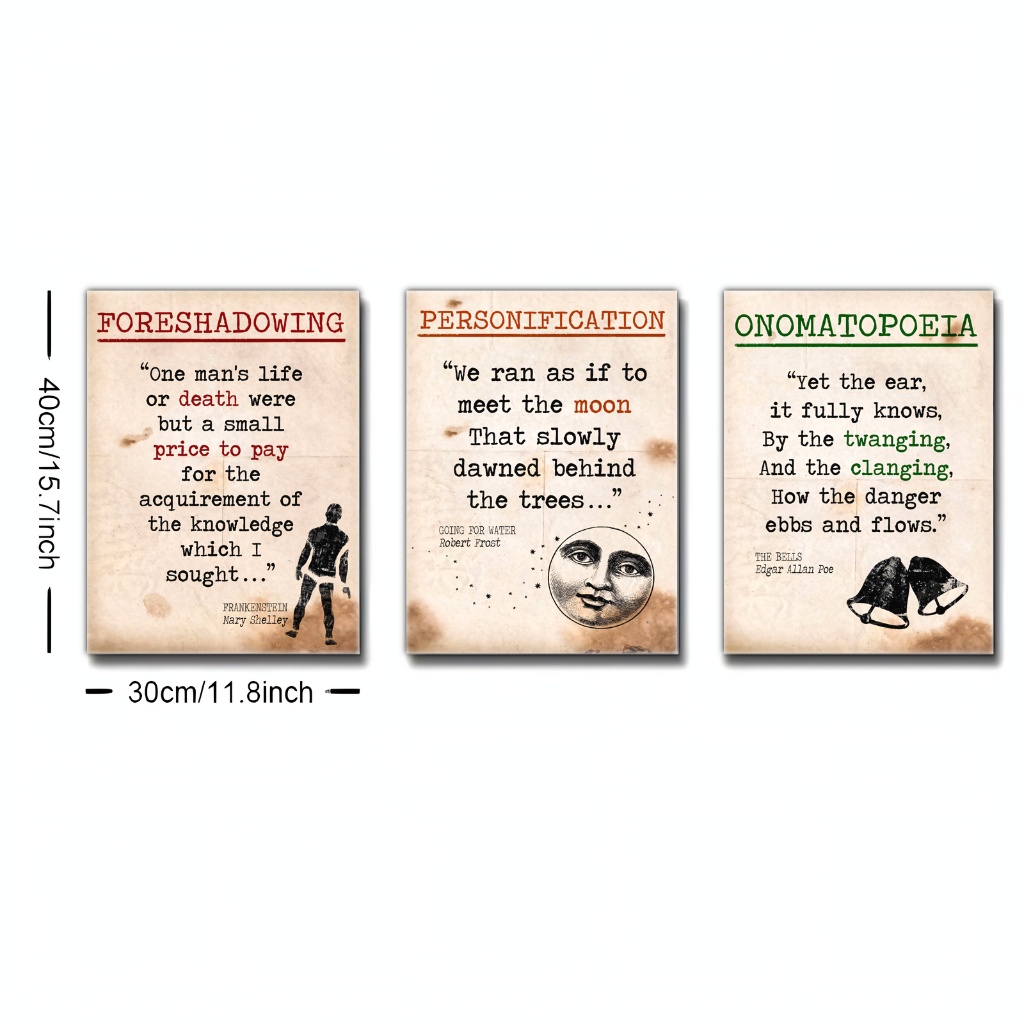 FORESHADOWING
“One man's life
or death were
but a small
price to pay
for the
acquirement of
the knowledge
which I
sought...”
FRANKENSTEIN
Mary Shelley
PERSONIFICATION
“We ran as if to
meet the moon
That slowly
dawned behind
the trees...”
GOING FOR WATER
Robert Frost
ONOMATOPOEIA
“Yet the ear,
it fully knows,
By the twanging,
And the clanging,
How the danger
ebbs and flows.”
THE BELLS
Edgar Allan Poe
40cm/15.7inch
30cm/11.8inch